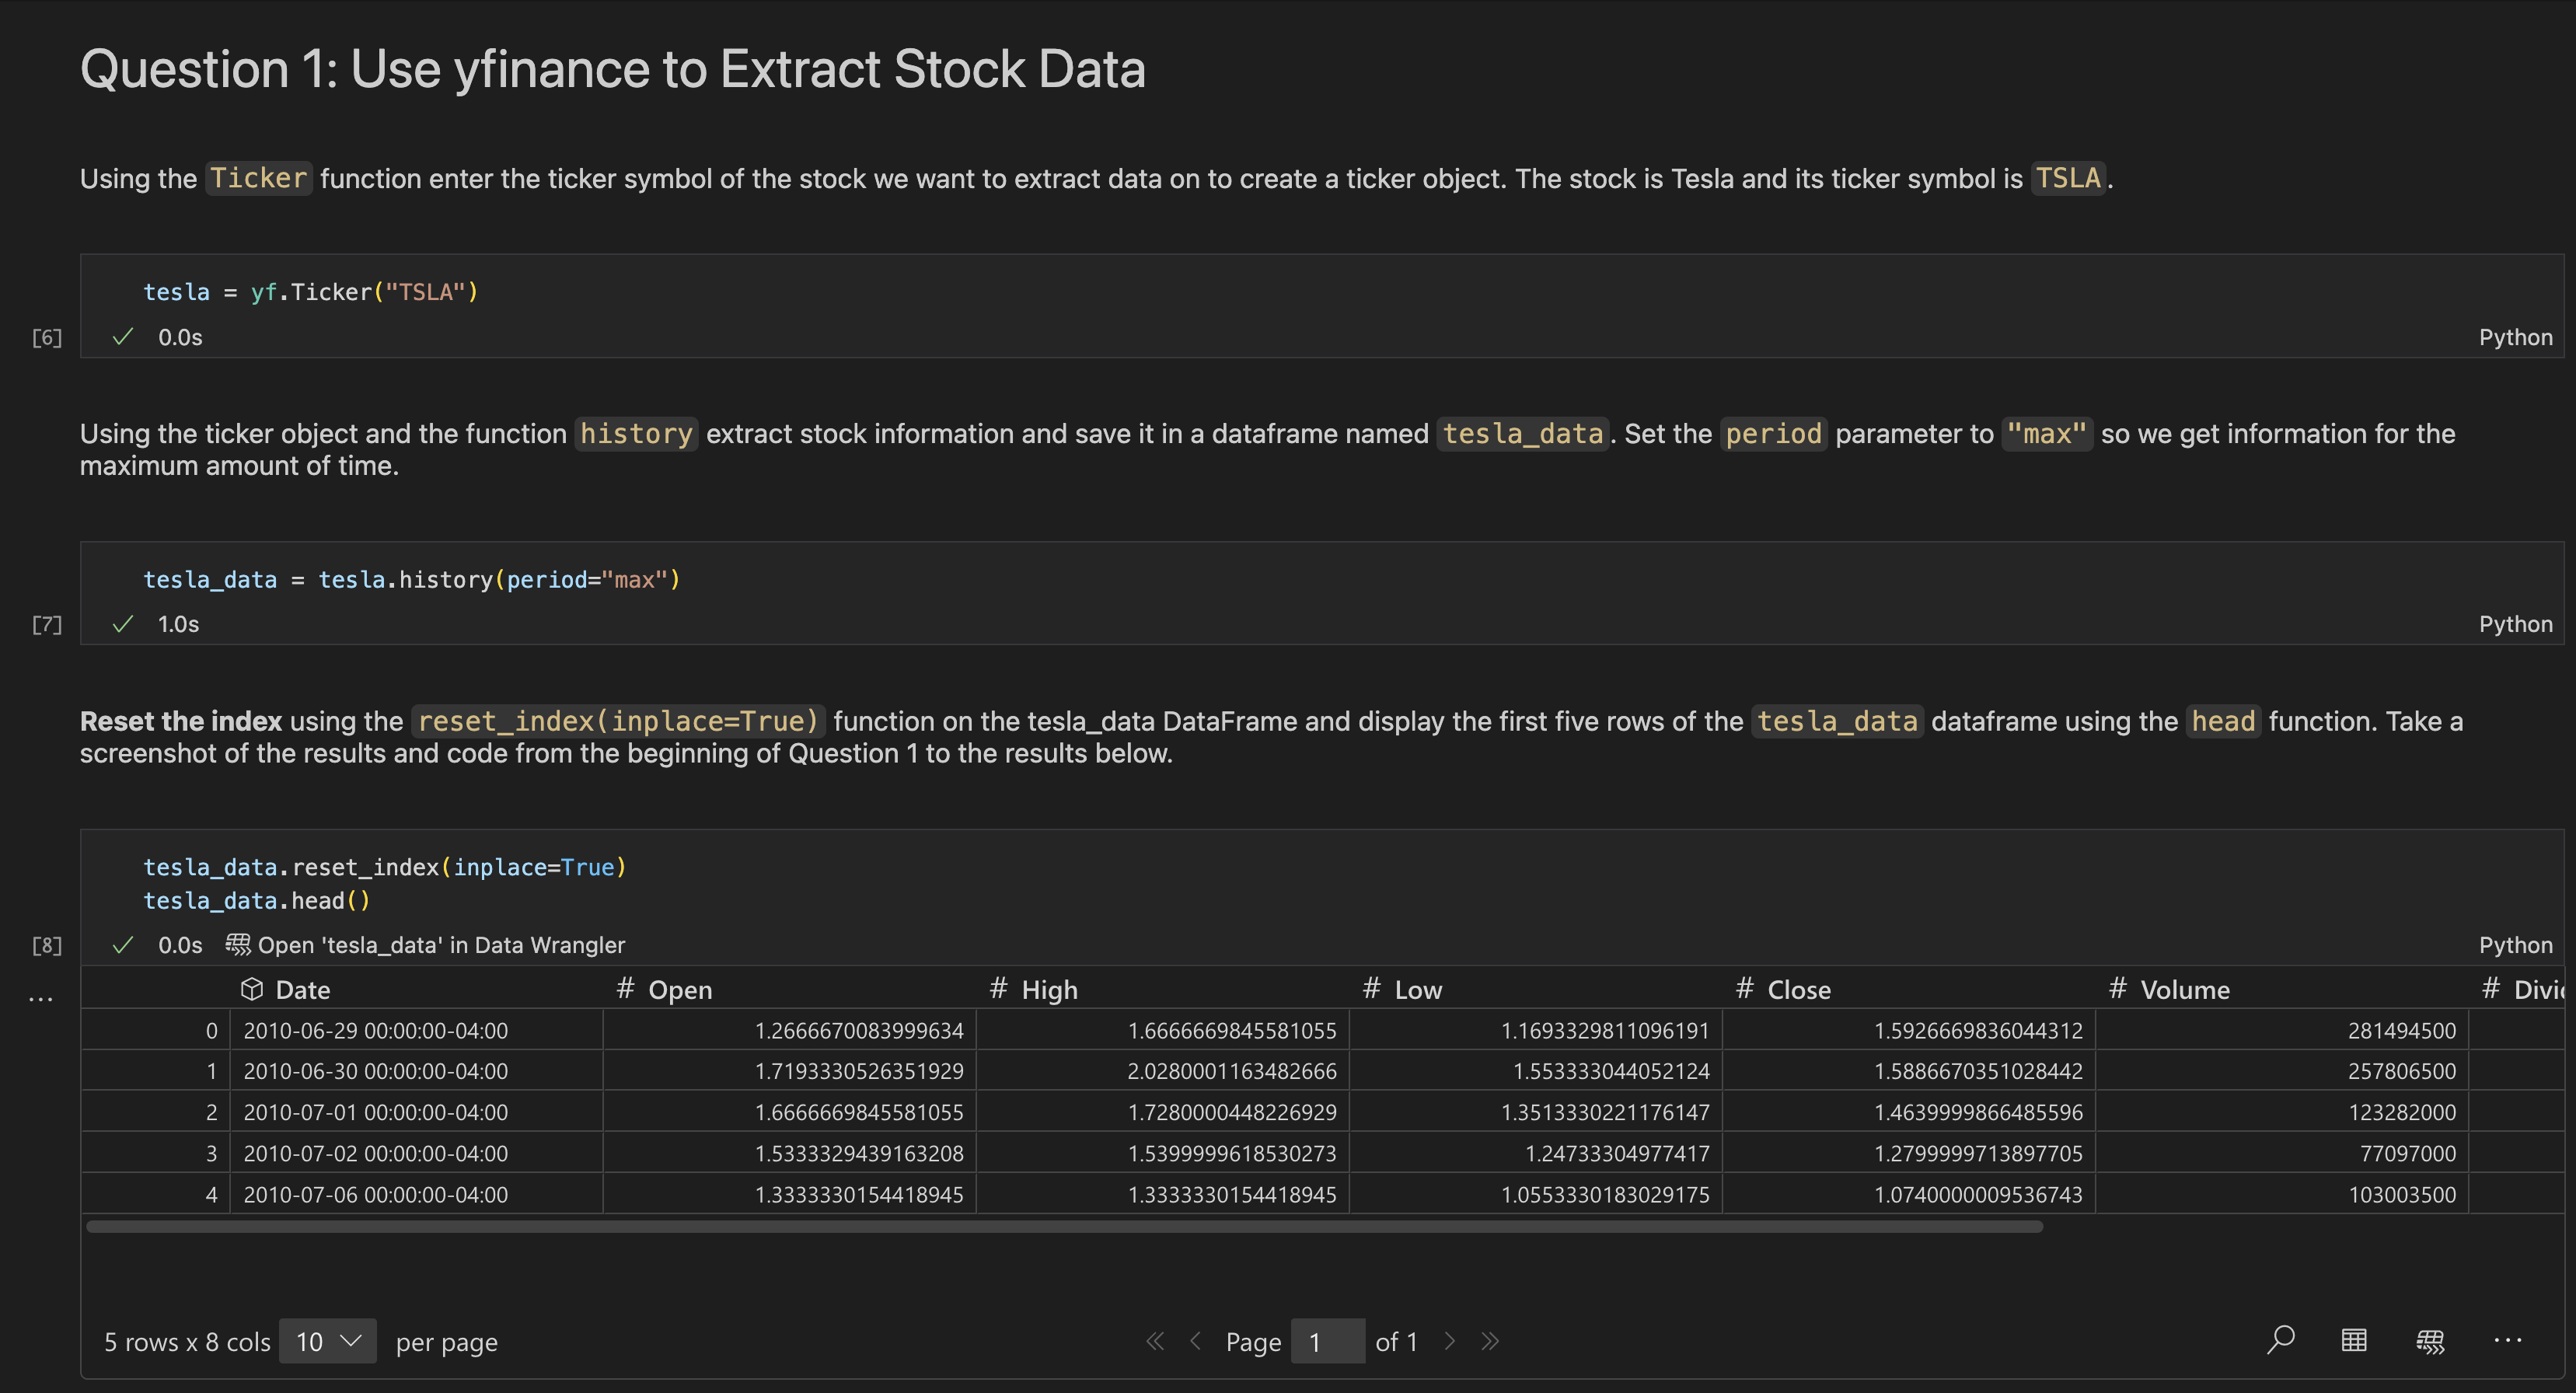 Question 1: Use yfinance to Extract Stock Data
Using the Ticker function enter the ticker symbol of the stock we want to extract data on to create a ticker object. The stock is Tesla and its ticker symbol is TSLA.
tesla = yf.Ticker("TSLA")
[6] 0.0s Python
Using the ticker object and the function history extract stock information and save it in a dataframe named tesla_data. Set the period parameter to "max" so we get information for the
maximum amount of time.
tesla_data = tesla.history(period="max")
[7] 1.0s Python
Reset the index using the reset_index(inplace=True) function on the tesla_data DataFrame and display the first five rows of the tesla_data dataframe using the head function. Take a
screenshot of the results and code from the beginning of Question 1 to the results below.
tesla_data.reset_index(inplace=True)
tesla_data.head()
[8] 0.0s Open 'tesla_data' in Data Wrangler Python
... Date # Open # High # Low # Close # Volume # Divi
0 2010-06-29 00:00:00-04:00 1.2666670083999634 1.6666669845581055 1.1693329811096191 1.5926669836044312 281494500
1 2010-06-30 00:00:00-04:00 1.7193330526351929 2.0280001163482666 1.553333044052124 1.5886670351028442 257806500
2 2010-07-01 00:00:00-04:00 1.6666669845581055 1.7280000448226929 1.3513330221176147 1.4639999866485596 123282000
3 2010-07-02 00:00:00-04:00 1.5333329439163208 1.5399999618530273 1.24733304977417 1.2799999713897705 77097000
4 2010-07-06 00:00:00-04:00 1.3333330154418945 1.3333330154418945 1.0553330183029175 1.0740000009536743 103003500
5 rows x 8 cols 10 per page Page 1 of 1 ...